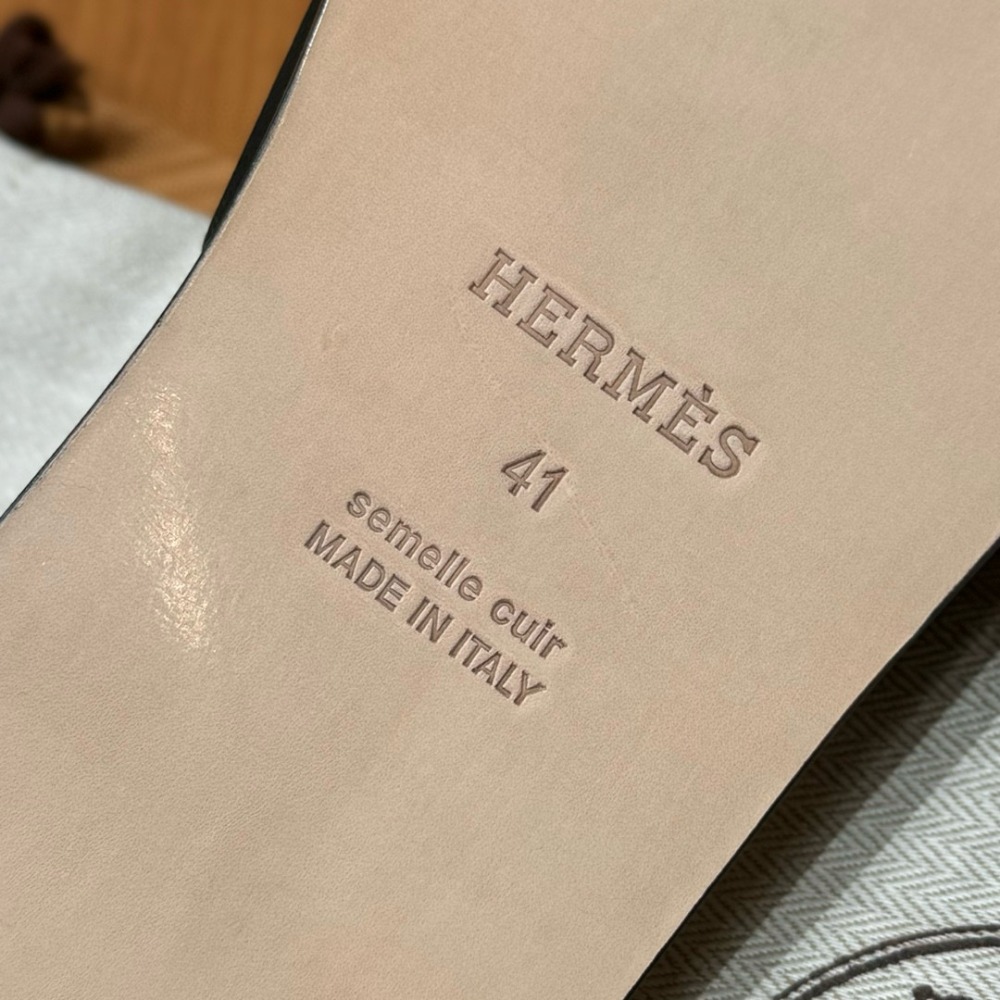 HERMÈS
41
semelle cuir
MADE IN ITALY